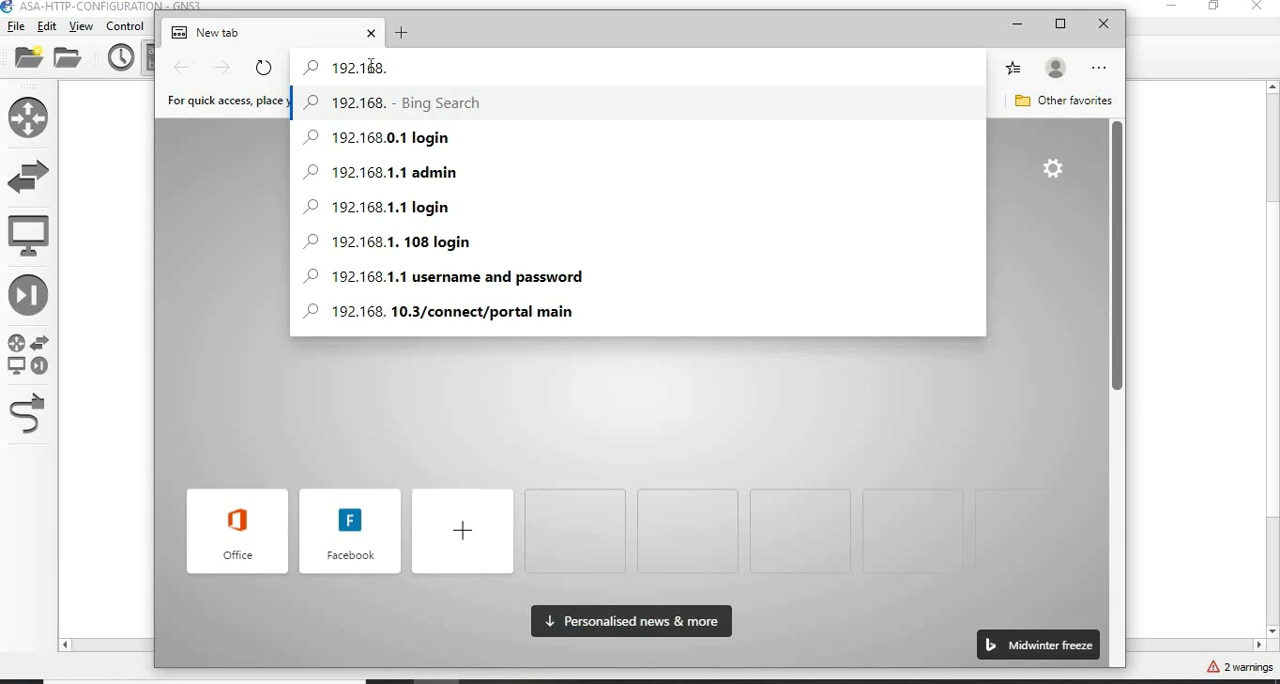 ASA-HTTP-CONFIGURATION - GNS3
File Edit View Control
New tab
192.168.
For quick access, place y
Other favorites
192.168. - Bing Search
192.168.0.1 login
192.168.1.1 admin
192.168.1.1 login
192.168.1. 108 login
192.168.1.1 username and password
192.168. 10.3/connect/portal main
Office
Facebook
F
Personalised news & more
Midwinter freeze
2 warnings